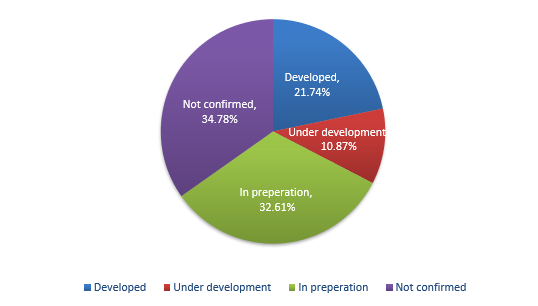 Developed,
21.74%
Not confirmed,
34.78%
Under development
10.87%
In preperation,
32.61%
Developed Under development In preperation Not confirmed